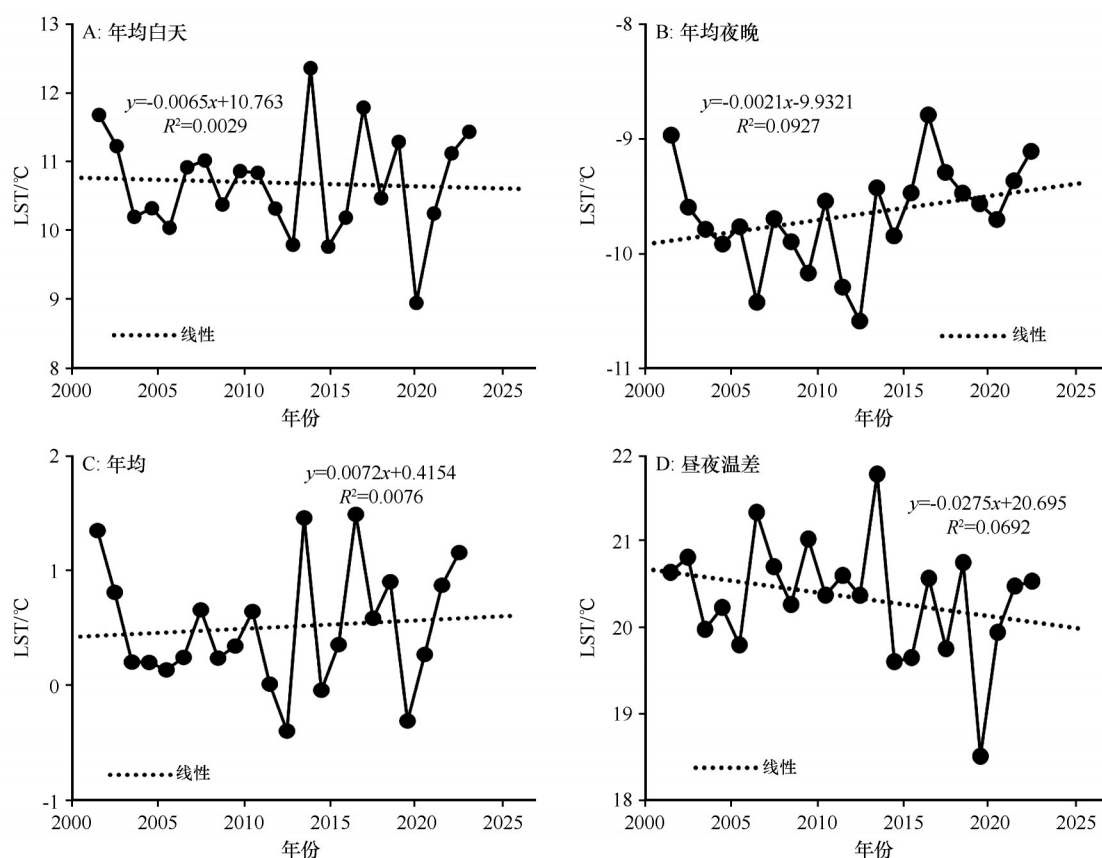 A: 年均白天
y=-0.0065x+10.763
R²=0.0029
LST/℃
13
12
11
10
9
8
线性
2000 2005 2010 2015 2020 2025
年份
B: 年均夜晚
y=-0.0021x-9.9321
R²=0.0927
LST/℃
-8
-9
-10
-11
线性
2000 2005 2010 2015 2020 2025
年份
C: 年均
y=0.0072x+0.4154
R²=0.0076
LST/℃
2
1
0
-1
线性
2000 2005 2010 2015 2020 2025
年份
D: 昼夜温差
y=-0.0275x+20.695
R²=0.0692
LST/℃
22
21
20
19
18
线性
2000 2005 2010 2015 2020 2025
年份